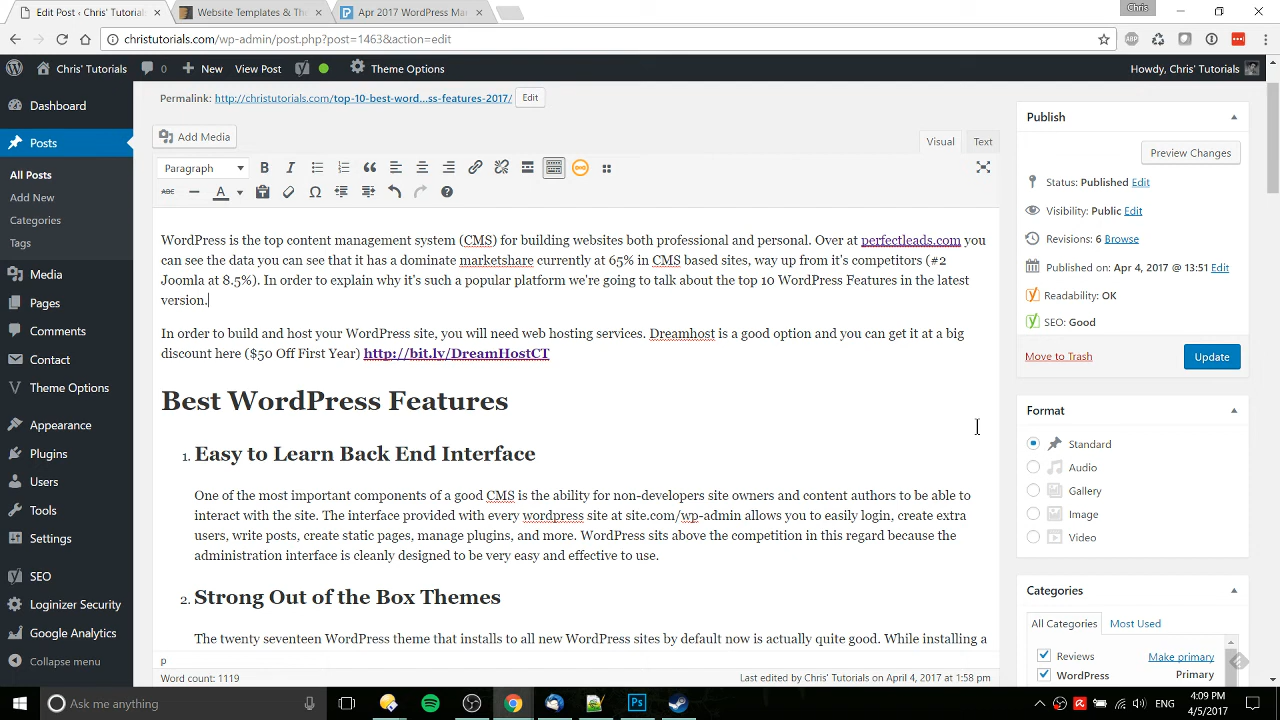 Edit Post ‹ Chris' Tutorials
Website Templates & Th
Apr 2017 WordPress Ma
Chris
christutorials.com/wp-admin/post.php?post=1463&action=edit
Chris' Tutorials
0
New
View Post
Theme Options
Howdy, Chris' Tutorials
Dashboard
Posts
All Posts
Add New
Categories
Tags
Media
Pages
Comments
Contact
Theme Options
Appearance
Plugins
Users
Tools
Settings
SEO
Loginizer Security
Google Analytics
Collapse menu
Permalink: http://christutorials.com/top-10-best-word...ss-features-2017/
Edit
Add Media
Visual
Text
Paragraph
B
I
ABC
A
WordPress is the top content management system (CMS) for building websites both professional and personal. Over at perfectleads.com you
can see the data you can see that it has a dominate marketshare currently at 65% in CMS based sites, way up from it's competitors (#2
Joomla at 8.5%). In order to explain why it's such a popular platform we're going to talk about the top 10 WordPress Features in the latest
version.
In order to build and host your WordPress site, you will need web hosting services. Dreamhost is a good option and you can get it at a big
discount here ($50 Off First Year) http://bit.ly/DreamHostCT
Best WordPress Features
1. Easy to Learn Back End Interface
One of the most important components of a good CMS is the ability for non-developers site owners and content authors to be able to
interact with the site. The interface provided with every wordpress site at site.com/wp-admin allows you to easily login, create extra
users, write posts, create static pages, manage plugins, and more. WordPress sits above the competition in this regard because the
administration interface is cleanly designed to be very easy and effective to use.
2. Strong Out of the Box Themes
The twenty seventeen WordPress theme that installs to all new WordPress sites by default now is actually quite good. While installing a
p
Word count: 1119
Last edited by Chris' Tutorials on April 4, 2017 at 1:58 pm
Publish
Preview Changes
Status: Published Edit
Visibility: Public Edit
Revisions: 6 Browse
Published on: Apr 4, 2017 @ 13:51 Edit
Readability: OK
SEO: Good
Move to Trash
Update
Format
Standard
Audio
Gallery
Image
Video
Categories
All Categories
Most Used
Reviews
Make primary
WordPress
Primary
Ask me anything
Ps
ENG
4:09 PM
4/5/2017